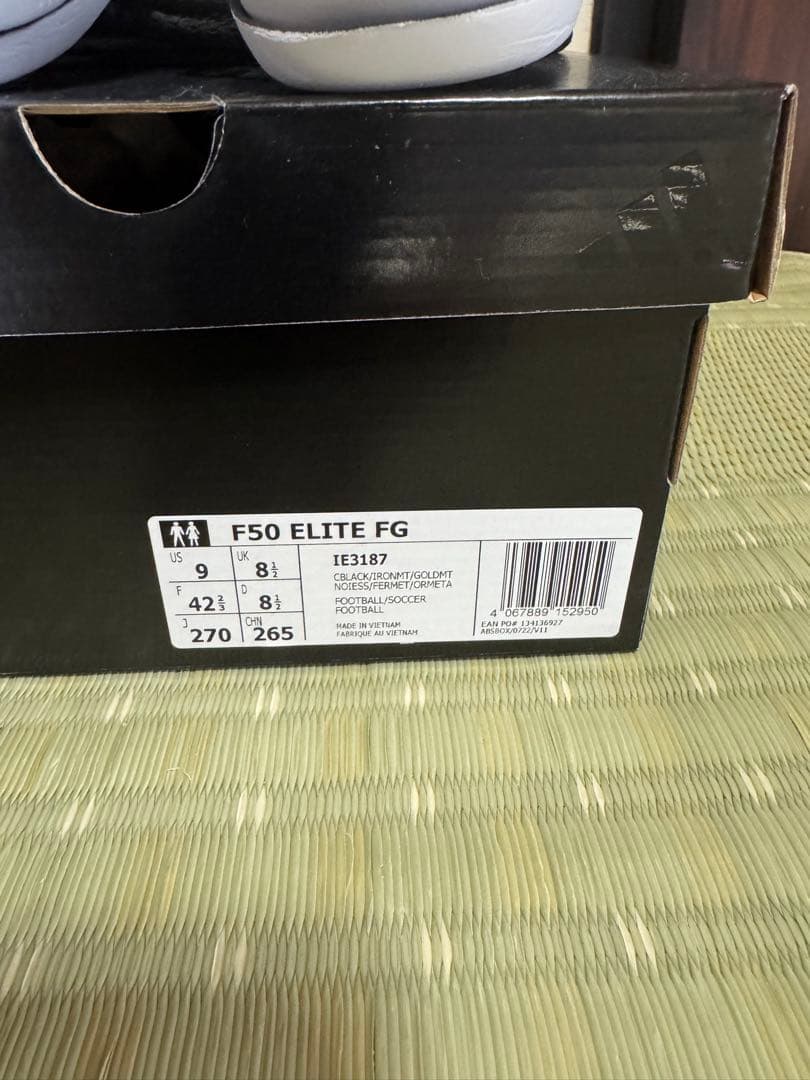 F50 ELITE FG
US 9
UK 8½
F 42⅔
D 8½
J 270
CHN 265
IE3187
CBLACK/IRONMT/GOLDMT
NOIESS/FERMET/ORMETA
FOOTBALL/SOCCER
FOOTBALL
MADE IN VIETNAM
FABRIQUE AU VIETNAM
4 067889 152950
EAN PO# 134136927
ABSBOX/0722/V11